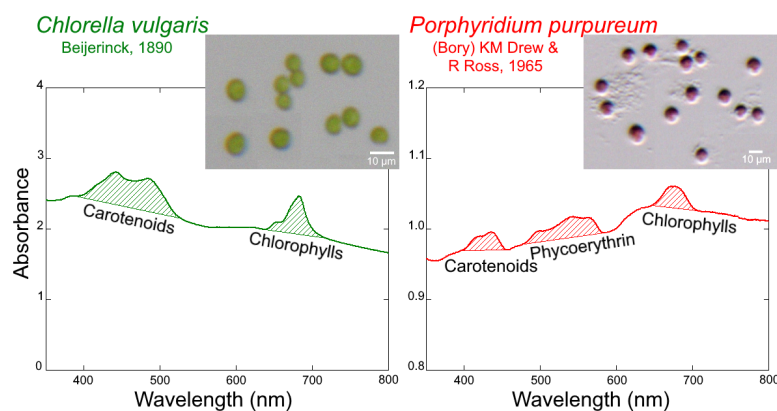 Chlorella vulgaris
Beijerinck, 1890
10 µm
4
3
2
1
0
Absorbance
Carotenoids
Chlorophylls
400
500
600
700
800
Wavelength (nm)
Porphyridium purpureum
(Bory) KM Drew &
R Ross, 1965
10 µm
1.2
1.1
1.0
0.9
0.8
Carotenoids
Phycoerythrin
Chlorophylls
400
500
600
700
800
Wavelength (nm)